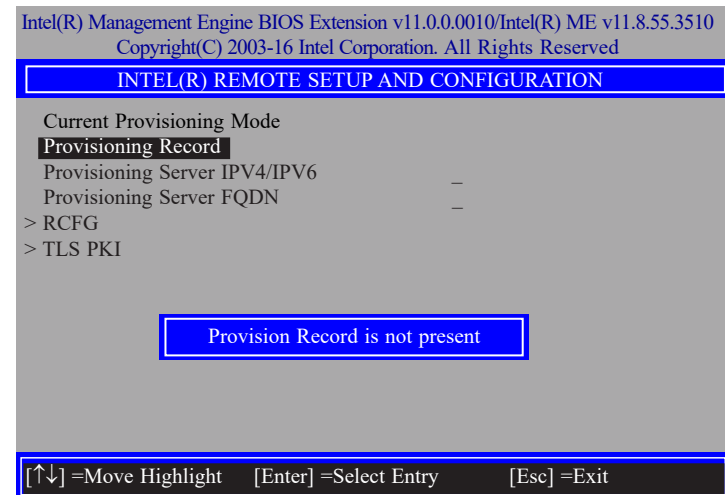 Intel(R) Management Engine BIOS Extension v11.0.0.0010/Intel(R) ME v11.8.55.3510
Copyright(C) 2003-16 Intel Corporation. All Rights Reserved
INTEL(R) REMOTE SETUP AND CONFIGURATION
Current Provisioning Mode
Provisioning Record
Provisioning Server IPV4/IPV6 _
Provisioning Server FQDN _
> RCFG
> TLS PKI
Provision Record is not present
[↑↓] =Move Highlight [Enter] =Select Entry [Esc] =Exit